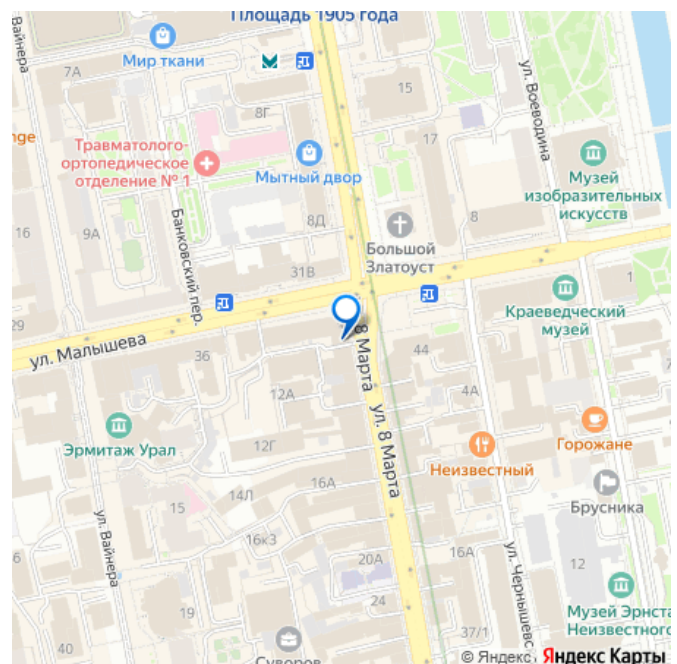 Площадь 1905 года
Вайнера
Мир ткани
7А
15
ул. Воеводина
8Г
nge
Травматолого-
ортопедическое
отделение № 1
17
Мытный двор
Музей
изобразительных
искусств
Банковский пер.
16
9А
8Д
8
Большой
Златоуст
31В
1
Краеведческий
музей
29
ул. Малышева
36
8 Марта
44
12А
4А
ул. 8 Марта
Эрмитаж Урал
12Г
Неизвестный
Горожане
16А
14Л
15
Брусника
ул. Вайнера
16к3
20А
16А
12
ул. Чернышевс
19
24
Музей Эрнста
Неизвестного
37/1
40
Суворов
© Яндекс, Яндекс Карты